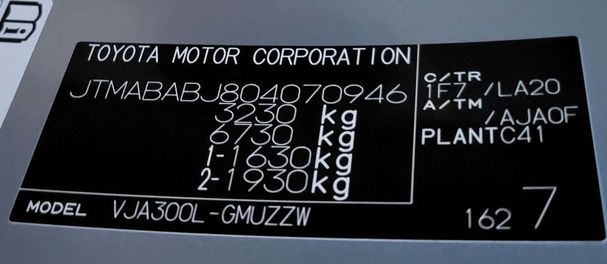 TOYOTA MOTOR CORPORATION
JTMABABJ804070946
3230 kg
6730 kg
1-1630kg
2-1930kg
C/TR
1F7 /LA20
A/TM
/AJA0F
PLANTC41
MODEL VJA300L-GMUZZW
162 7